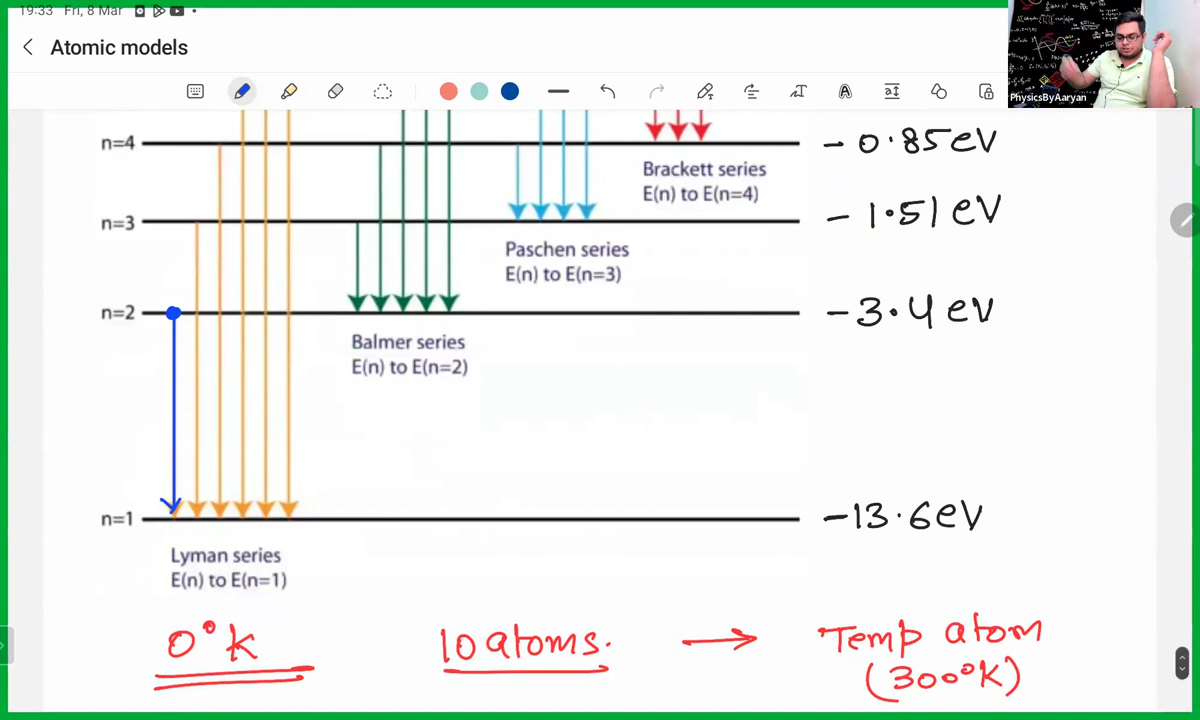 19:33 Fri, 8 Mar
Atomic models
PhysicsByAaryan
n=4
-0.85eV
Brackett series
E(n) to E(n=4)
n=3
-1.51eV
Paschen series
E(n) to E(n=3)
n=2
-3.4eV
Balmer series
E(n) to E(n=2)
n=1
-13.6eV
Lyman series
E(n) to E(n=1)
0°k 10 atoms. → Temp atom
(300°K)